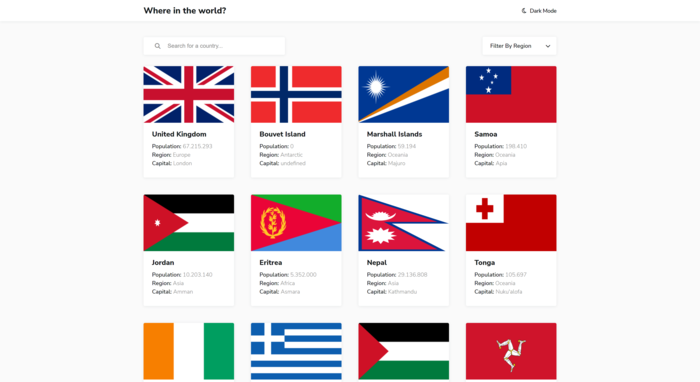 Where in the world?
Dark Mode
Search for a country...
Filter By Region
United Kingdom
Population: 67.215.293
Region: Europe
Capital: London
Bouvet Island
Population: 0
Region: Antarctic
Capital: undefined
Marshall Islands
Population: 59.194
Region: Oceania
Capital: Majuro
Samoa
Population: 198.410
Region: Oceania
Capital: Apia
Jordan
Population: 10.203.140
Region: Asia
Capital: Amman
Eritrea
Population: 5.352.000
Region: Africa
Capital: Asmara
Nepal
Population: 29.136.808
Region: Asia
Capital: Kathmandu
Tonga
Population: 105.697
Region: Oceania
Capital: Nuku'alofa